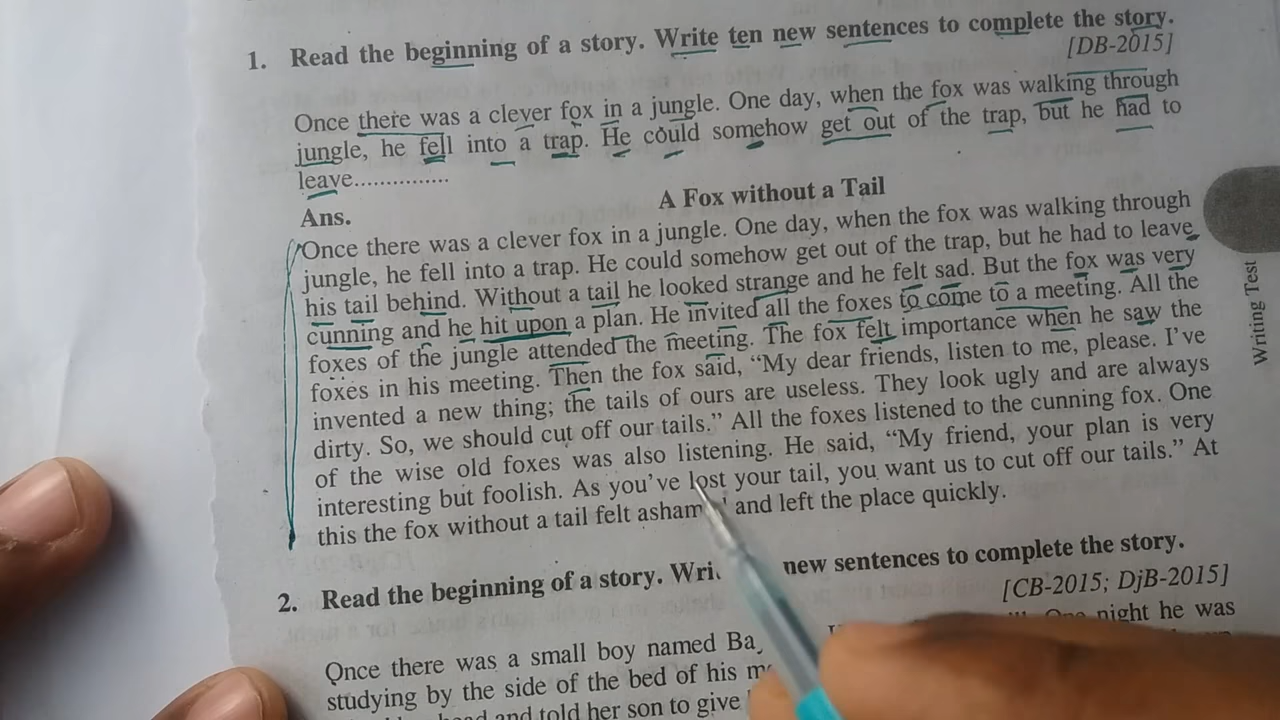 1. Read the beginning of a story. Write ten new sentences to complete the story.
[DB-2015]
Once there was a clever fox in a jungle. One day, when the fox was walking through
jungle, he fell into a trap. He could somehow get out of the trap, but he had to
leave...............
A Fox without a Tail
Ans.
Once there was a clever fox in a jungle. One day, when the fox was walking through
jungle, he fell into a trap. He could somehow get out of the trap, but he had to leave
his tail behind. Without a tail he looked strange and he felt sad. But the fox was very
cunning and he hit upon a plan. He invited all the foxes to come to a meeting. All the
foxes of the jungle attended the meeting. The fox felt importance when he saw the
foxes in his meeting. Then the fox said, “My dear friends, listen to me, please. I’ve
invented a new thing; the tails of ours are useless. They look ugly and are always
dirty. So, we should cut off our tails.” All the foxes listened to the cunning fox. One
of the wise old foxes was also listening. He said, “My friend, your plan is very
interesting but foolish. As you’ve lost your tail, you want us to cut off our tails.” At
this the fox without a tail felt and left the place quickly.
2. Read the beginning of a story. new sentences to complete the story.
[CB-2015; DjB-2015]
Once there was a small boy named One night he was
studying by the side of the bed of his
and told her son to give
Writing Test